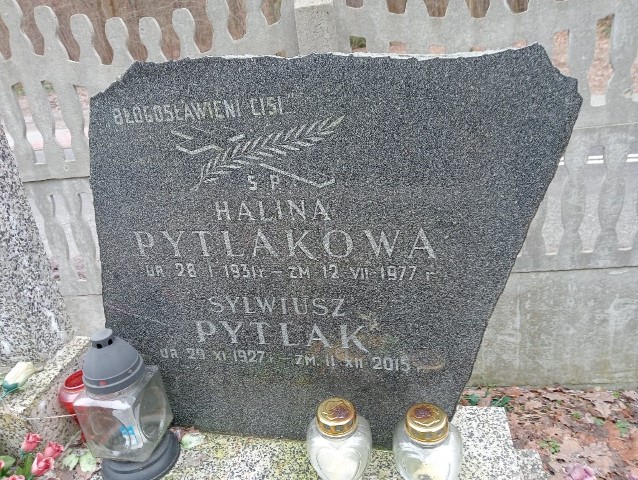 BŁOGOSŁAWIENI CISI
Ś P
HALINA
PYTLAKOWA
UR 28 I 1931 r – ZM 12 VII 1977 r
SYLWIUSZ
PYTLAK
UR 29 XI 1927 r – ZM 11 XII 2015